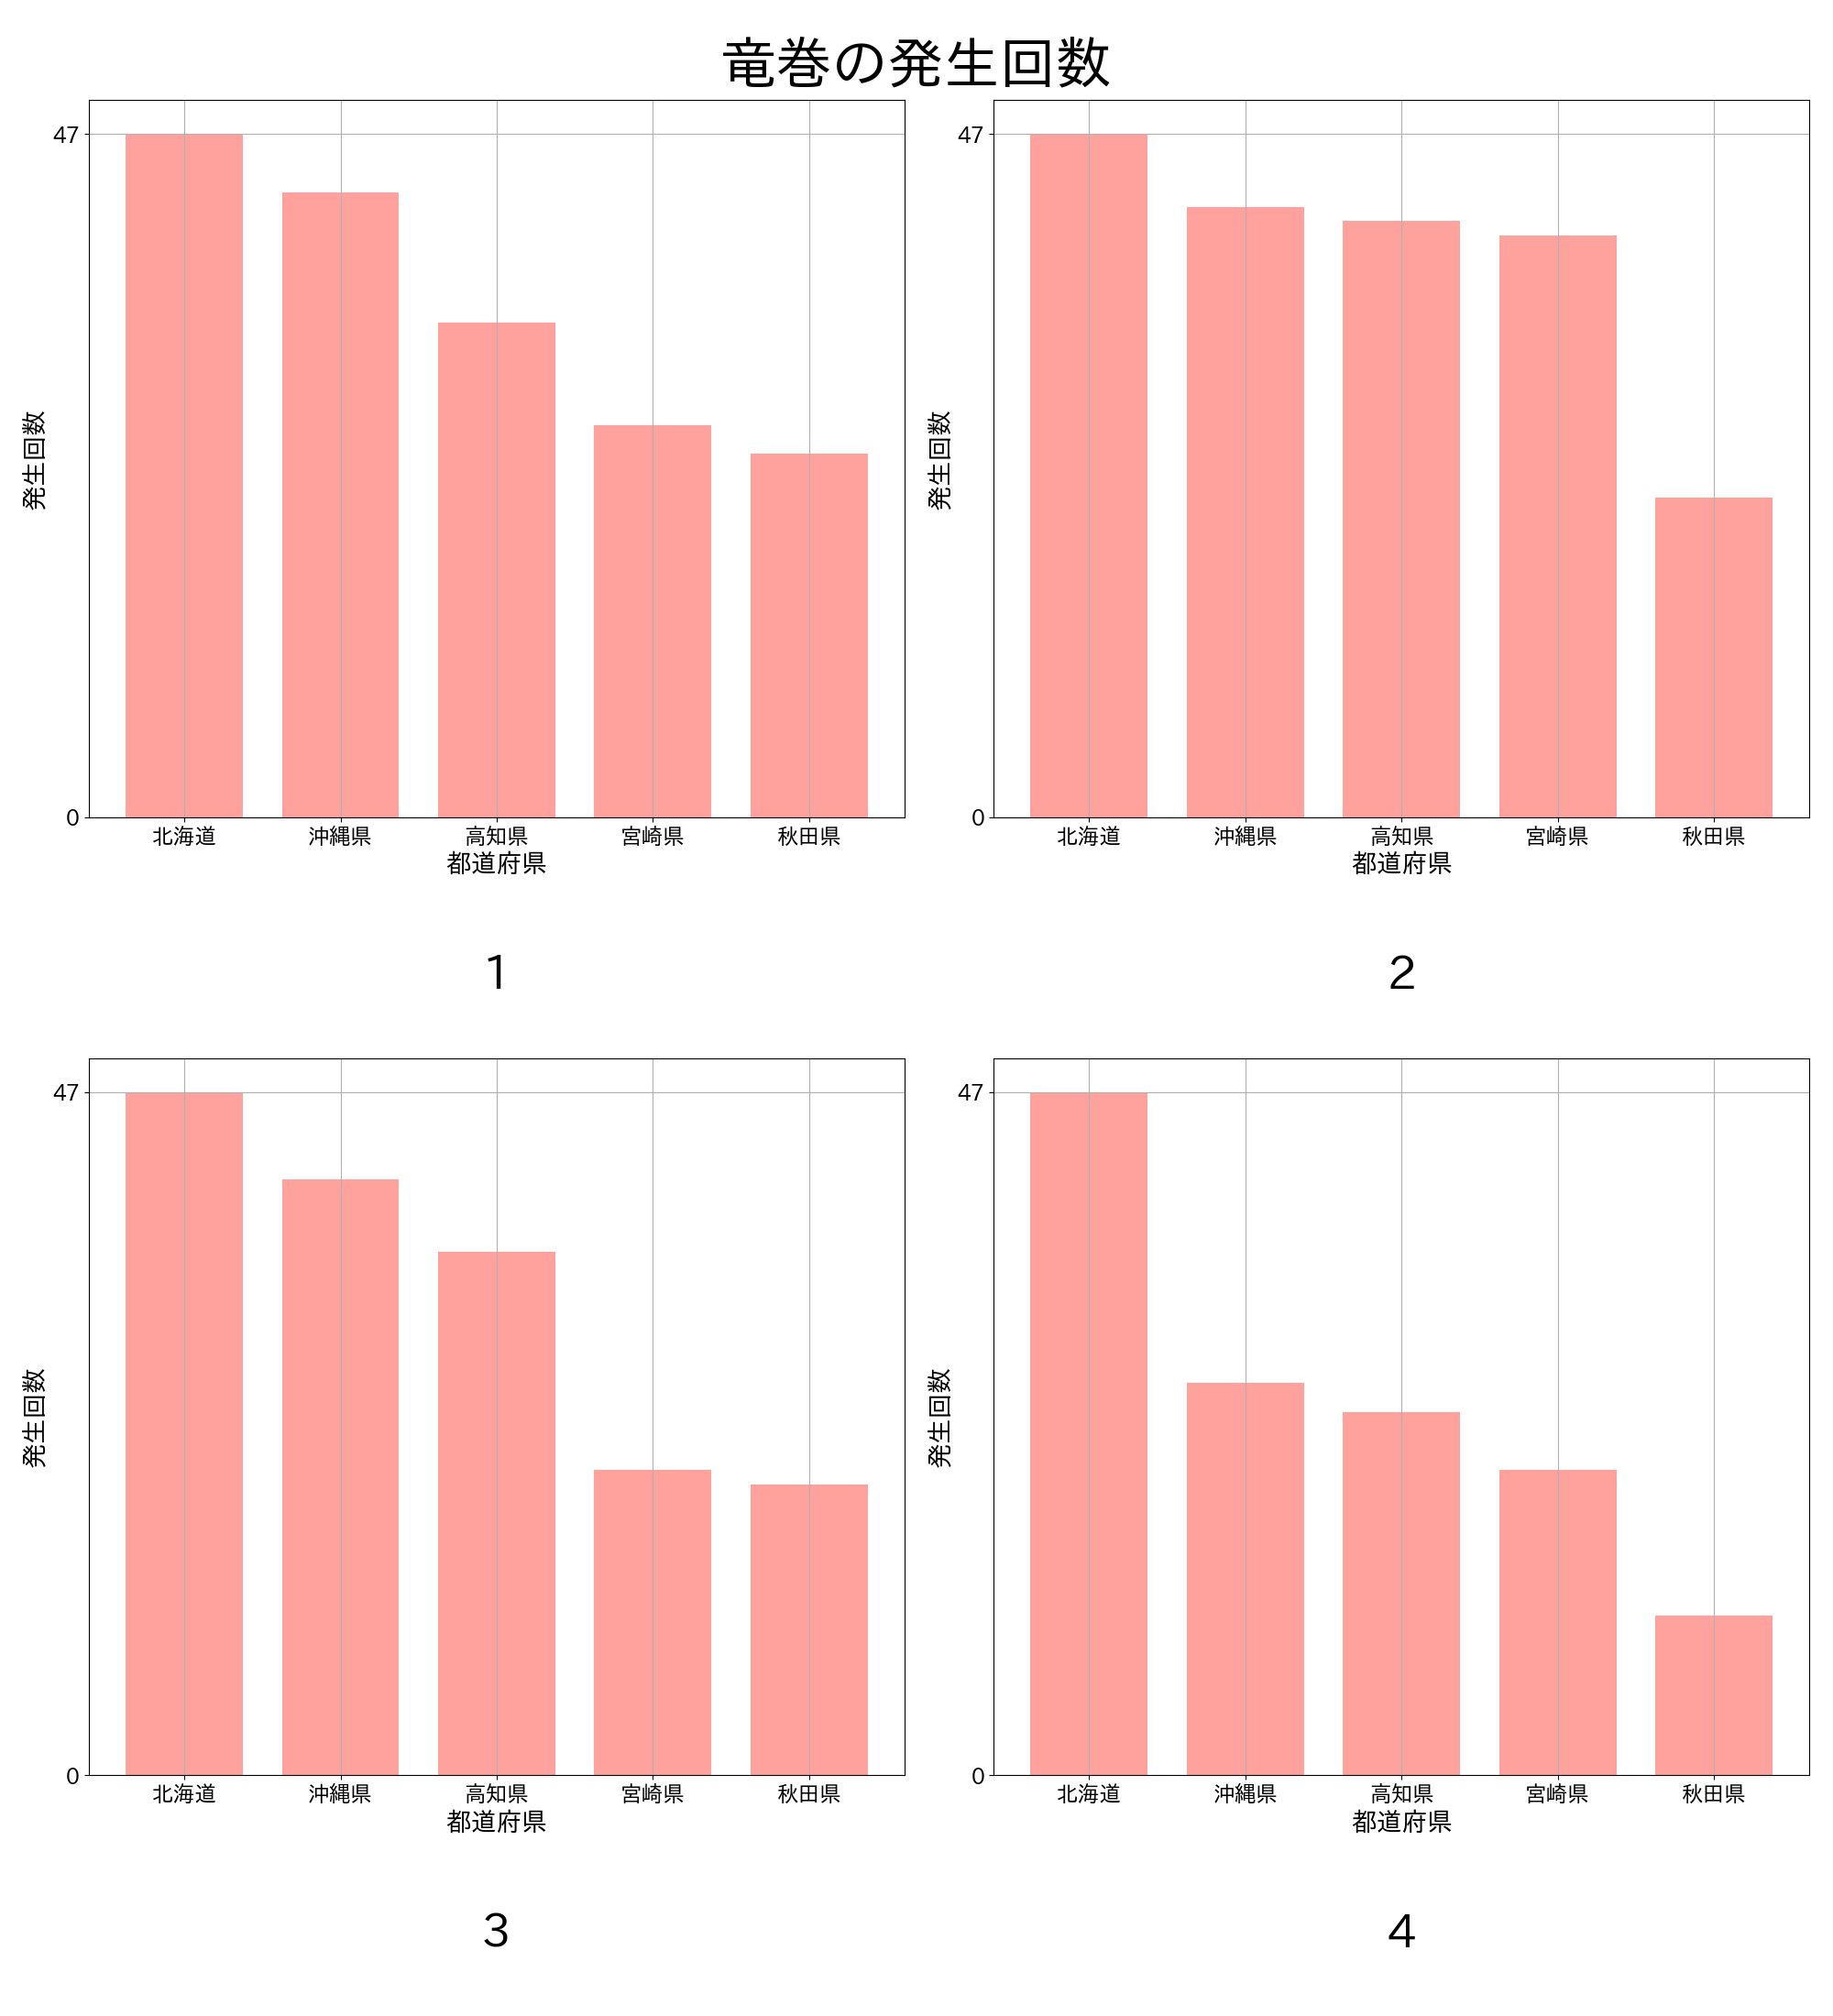 竜巻の発生回数
47
0
発生回数
北海道 沖縄県 高知県 宮崎県 秋田県
都道府県
1
47
0
発生回数
北海道 沖縄県 高知県 宮崎県 秋田県
都道府県
2
47
0
発生回数
北海道 沖縄県 高知県 宮崎県 秋田県
都道府県
3
47
0
発生回数
北海道 沖縄県 高知県 宮崎県 秋田県
都道府県
4